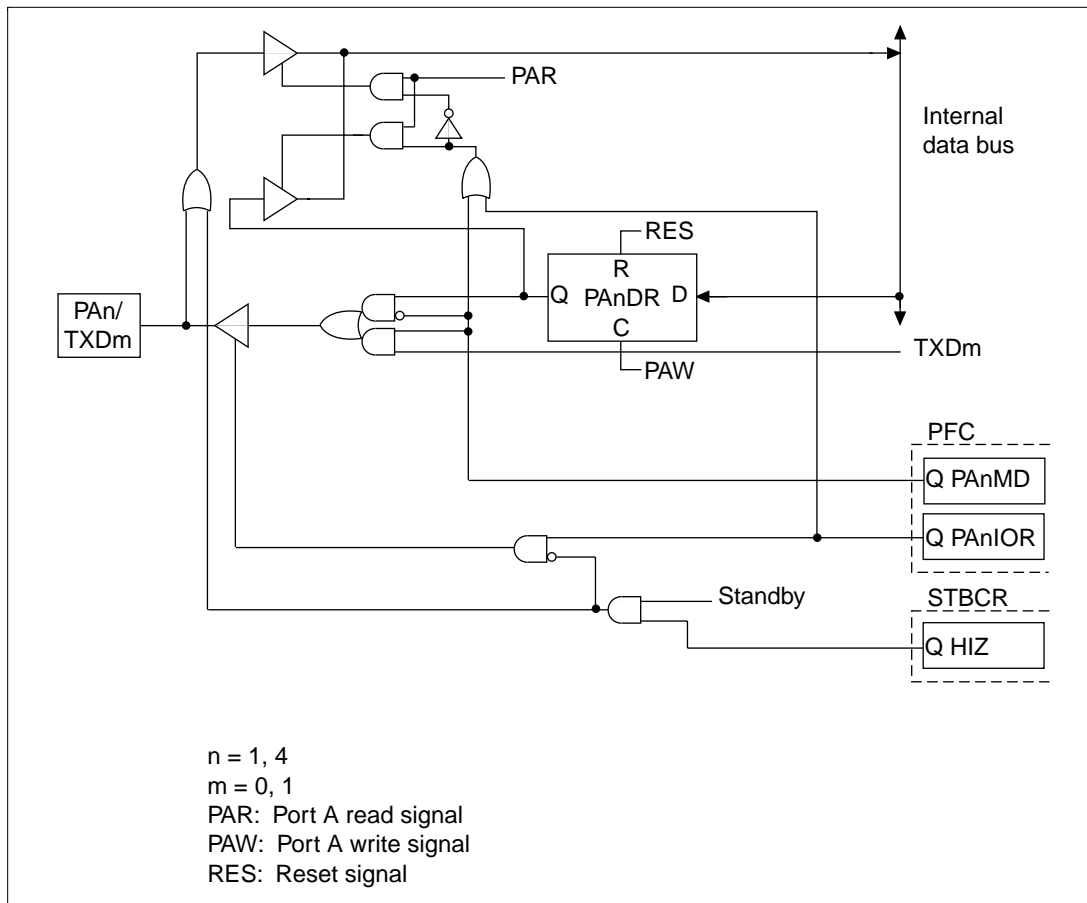 PAR
Internal
data bus
RES
R
Q PAnDR D
C
PAn/
TXDm
TXDm
PAW
PFC
Q PAnMD
Q PAnIOR
Standby
STBCR
Q HIZ
n = 1, 4
m = 0, 1
PAR: Port A read signal
PAW: Port A write signal
RES: Reset signal